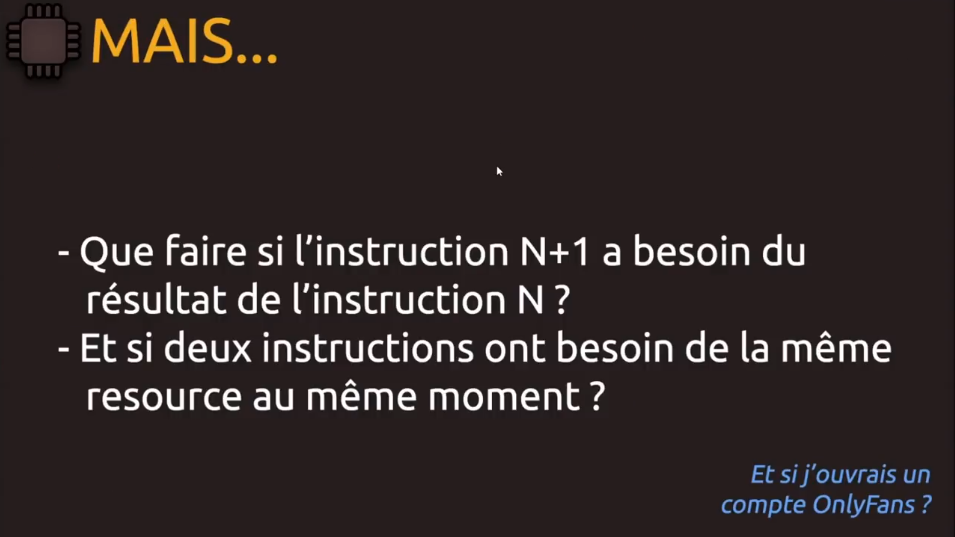 MAIS...
- Que faire si l’instruction N+1 a besoin du
résultat de l’instruction N ?
- Et si deux instructions ont besoin de la même
resource au même moment ?
Et si j’ouvrais un
compte OnlyFans ?